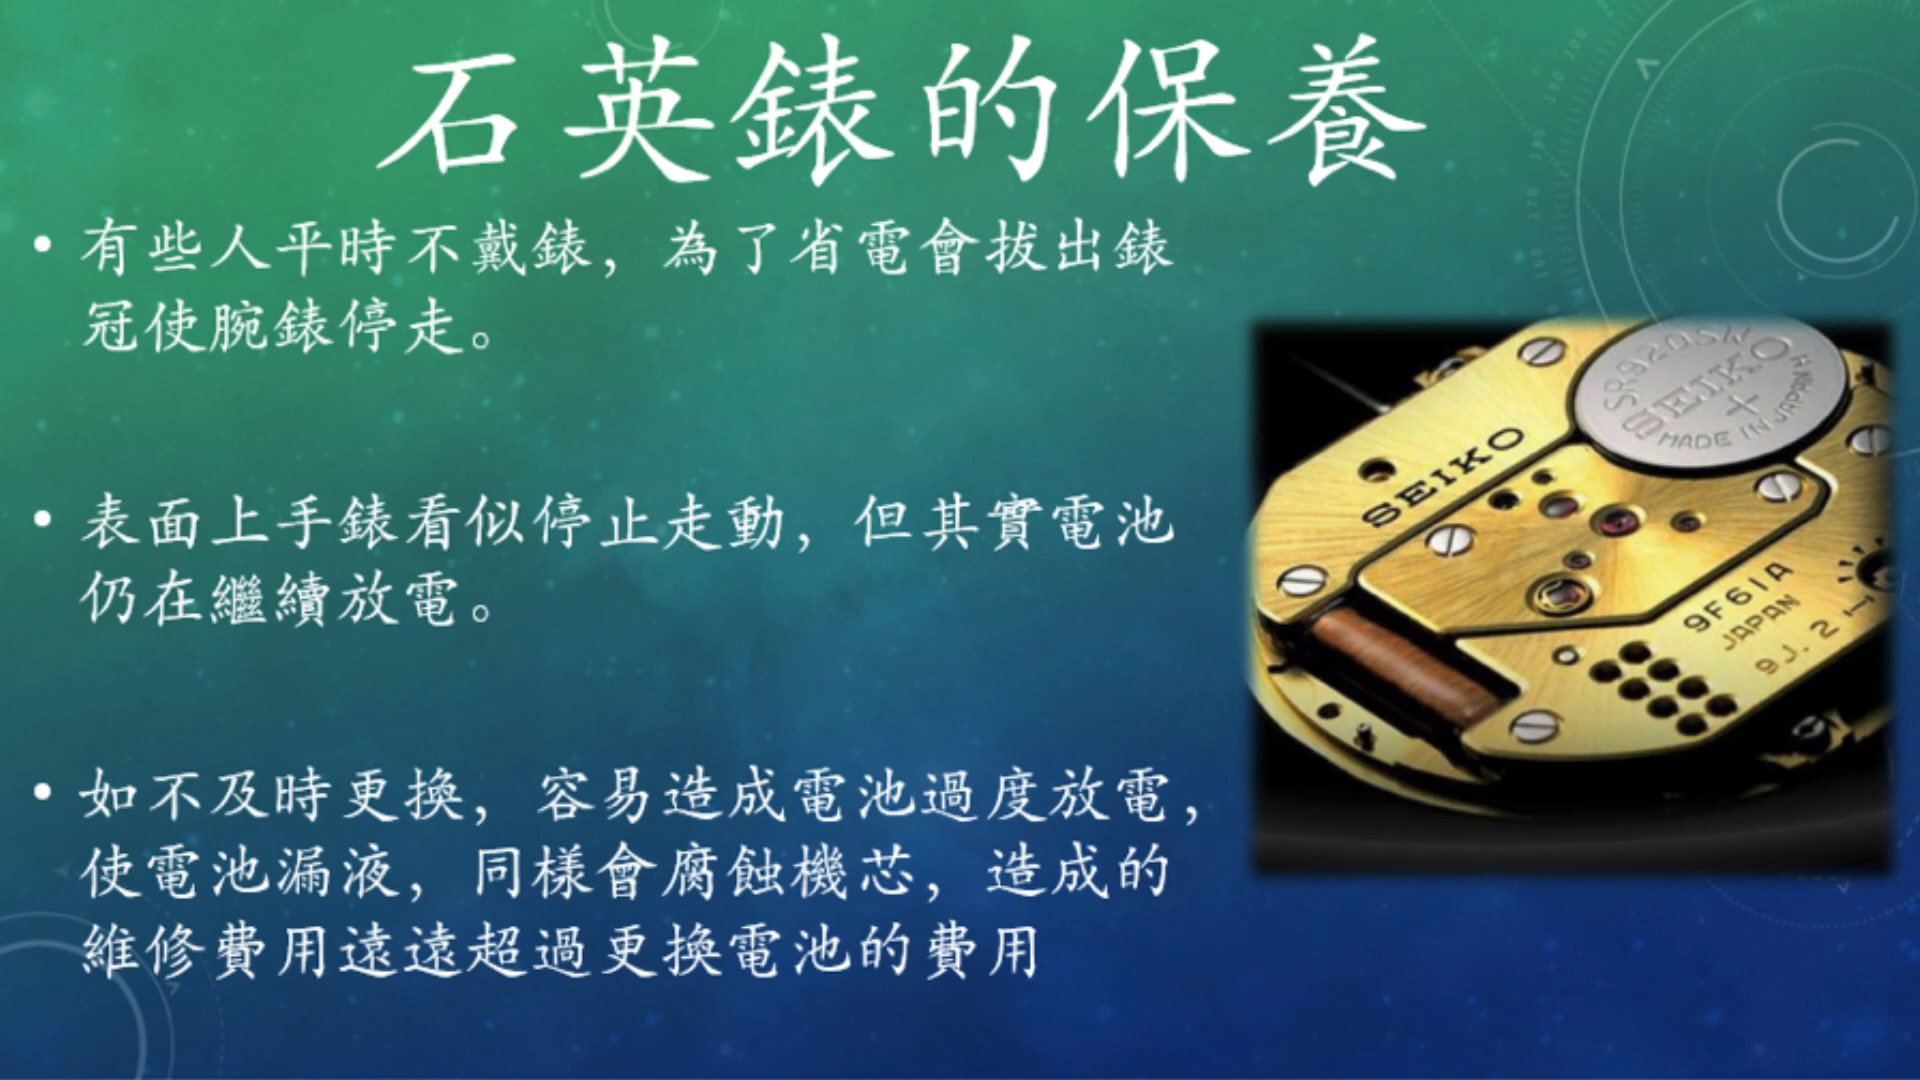 石英錶的保養
• 有些人平時不戴錶，為了省電會拔出錶
冠使腕錶停走。
• 表面上手錶看似停止走動，但其實電池
仍在繼續放電。
• 如不及時更換，容易造成電池過度放電，
使電池漏液，同樣會腐蝕機芯，造成的
維修費用遠遠超過更換電池的費用
SR920SW
SEIKO
+
MADE IN JAPAN
SEIKO
9F61A
JAPAN
9J.21